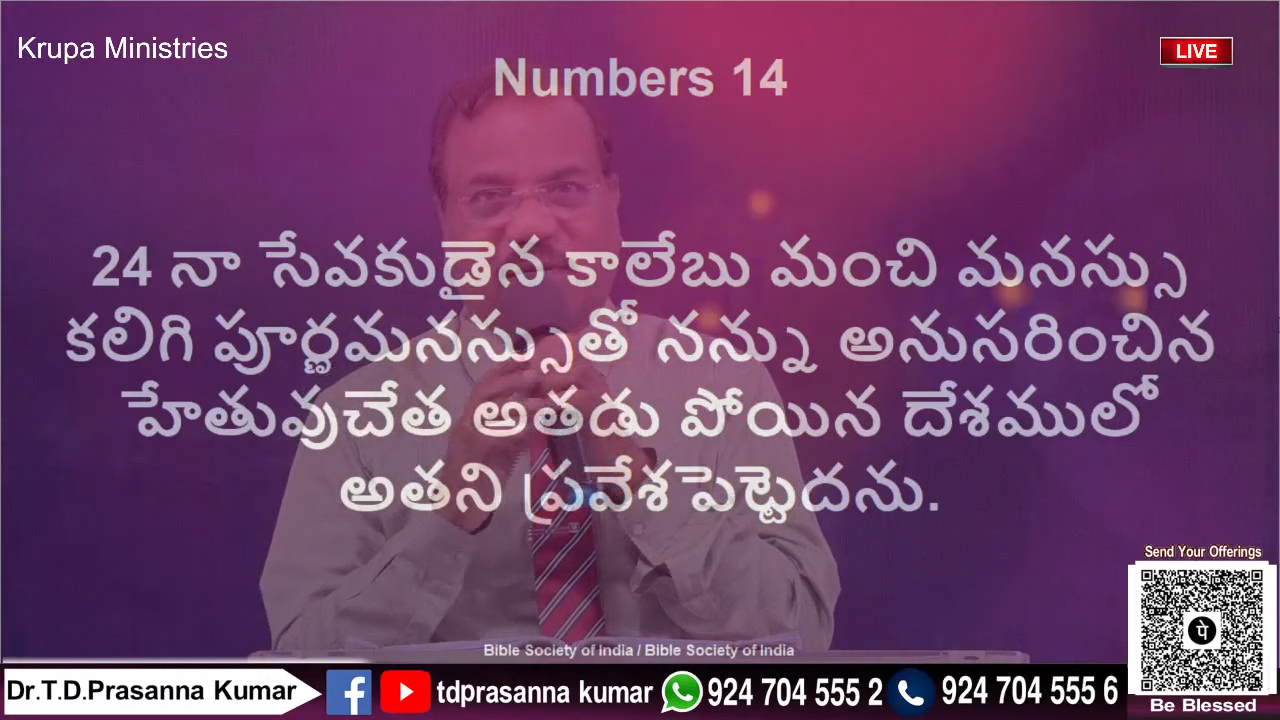 Krupa Ministries
LIVE
Numbers 14
24 నా సేవకుడైన కాలేబు మంచి మనస్సు
కలిగి పూర్ణమనస్సుతో నన్ను అనుసరించిన
హేతువుచేత అతడు పోయిన దేశములో
అతని ప్రవేశపెట్టెదను.
Send Your Offerings
पे
Bible Society of India / Bible Society of India
Dr.T.D.Prasanna Kumar
tdprasanna kumar
924 704 555 2
924 704 555 6
Be Blessed